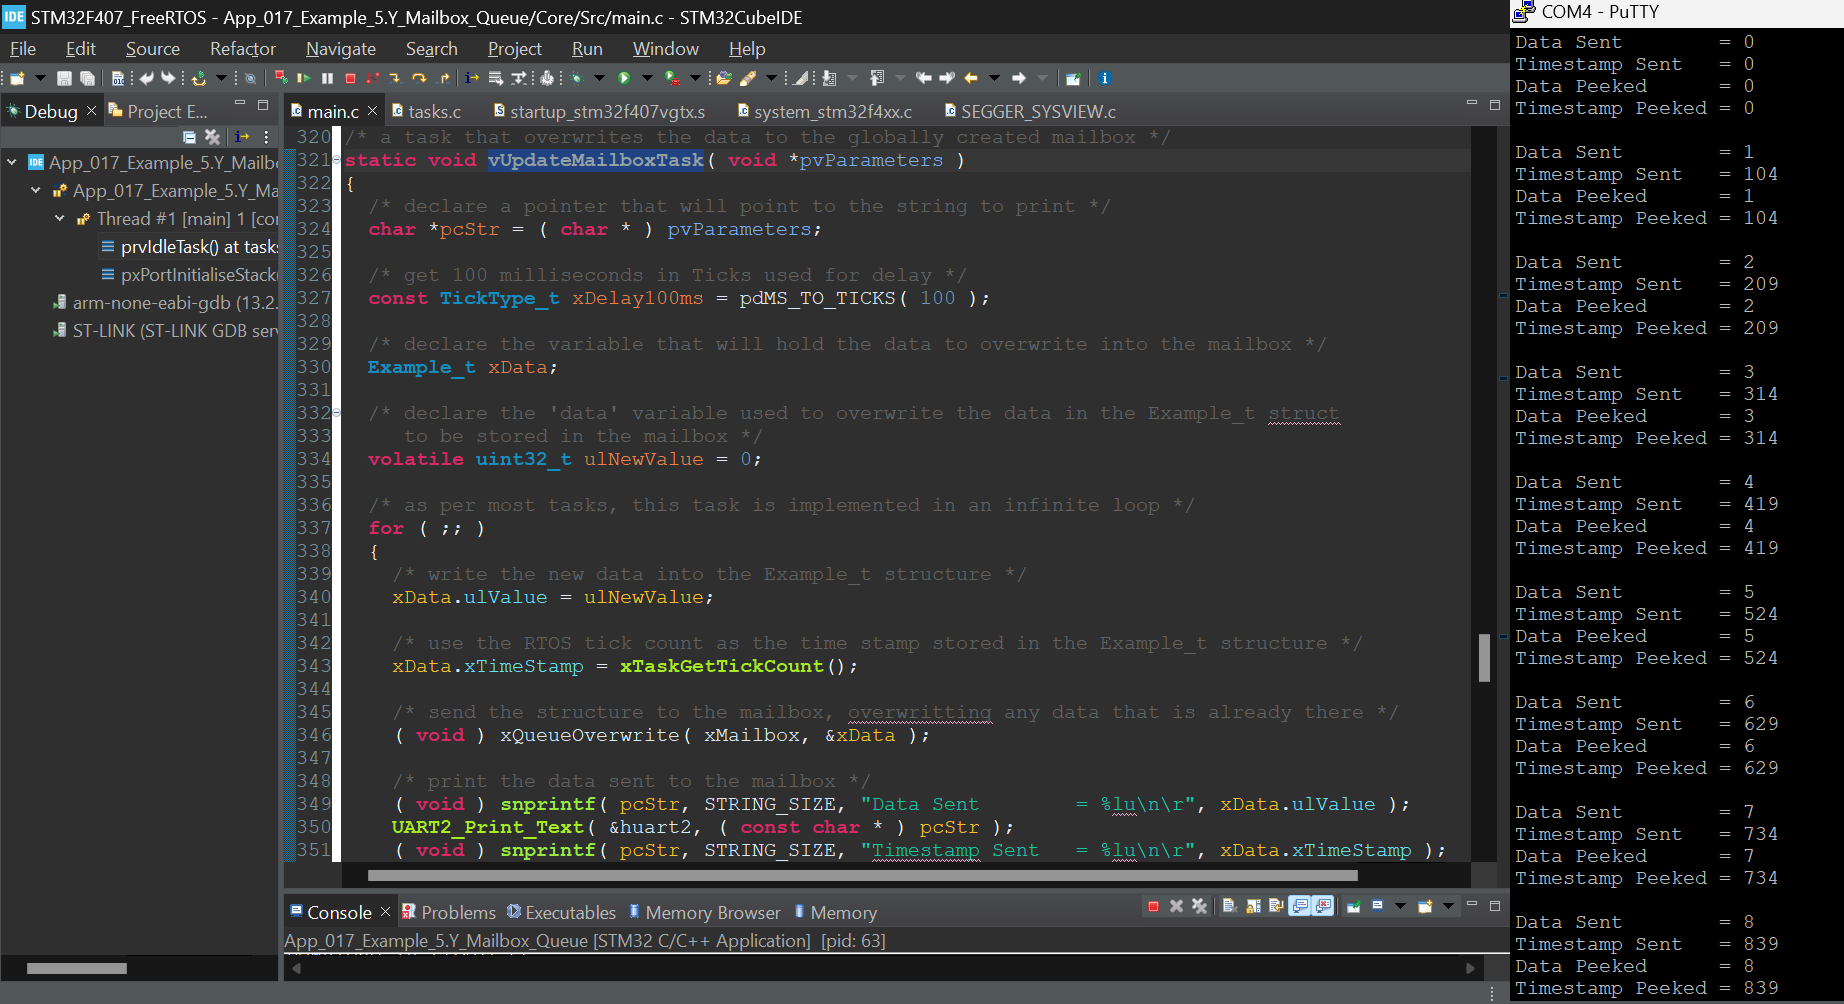 IDE STM32F407_FreeRTOS - App_017_Example_5.Y_Mailbox_Queue/Core/Src/main.c - STM32CubeIDE
File Edit Source Refactor Navigate Search Project Run Window Help
Debug Project E...
App_017_Example_5.Y_Mailbo
App_017_Example_5.Y_Ma
Thread #1 [main] 1 [cor
prvIdleTask() at tasks
pxPortInitialiseStack(
arm-none-eabi-gdb (13.2.
ST-LINK (ST-LINK GDB serv
main.c tasks.c startup_stm32f407vgtx.s system_stm32f4xx.c SEGGER_SYSVIEW.c
320 /* a task that overwrites the data to the globally created mailbox */
321 static void vUpdateMailboxTask( void *pvParameters )
322 {
323 /* declare a pointer that will point to the string to print */
324 char *pcStr = ( char * ) pvParameters;
325
326 /* get 100 milliseconds in Ticks used for delay */
327 const TickType_t xDelay100ms = pdMS_TO_TICKS( 100 );
328
329 /* declare the variable that will hold the data to overwrite into the mailbox */
330 Example_t xData;
331
332 /* declare the 'data' variable used to overwrite the data in the Example_t struct
333 to be stored in the mailbox */
334 volatile uint32_t ulNewValue = 0;
335
336 /* as per most tasks, this task is implemented in an infinite loop */
337 for ( ;; )
338 {
339 /* write the new data into the Example_t structure */
340 xData.ulValue = ulNewValue;
341
342 /* use the RTOS tick count as the time stamp stored in the Example_t structure */
343 xData.xTimeStamp = xTaskGetTickCount();
344
345 /* send the structure to the mailbox, overwritting any data that is already there */
346 ( void ) xQueueOverwrite( xMailbox, &xData );
347
348 /* print the data sent to the mailbox */
349 ( void ) snprintf( pcStr, STRING_SIZE, "Data Sent        = %lu\n\r", xData.ulValue );
350 UART2_Print_Text( &huart2, ( const char * ) pcStr );
351 ( void ) snprintf( pcStr, STRING_SIZE, "Timestamp Sent   = %lu\n\r", xData.xTimeStamp );
Console Problems Executables Memory Browser Memory
App_017_Example_5.Y_Mailbox_Queue [STM32 C/C++ Application] [pid: 63]
COM4 - PuTTY
Data Sent        = 0
Timestamp Sent   = 0
Data Peeked      = 0
Timestamp Peeked = 0
Data Sent        = 1
Timestamp Sent   = 104
Data Peeked      = 1
Timestamp Peeked = 104
Data Sent        = 2
Timestamp Sent   = 209
Data Peeked      = 2
Timestamp Peeked = 209
Data Sent        = 3
Timestamp Sent   = 314
Data Peeked      = 3
Timestamp Peeked = 314
Data Sent        = 4
Timestamp Sent   = 419
Data Peeked      = 4
Timestamp Peeked = 419
Data Sent        = 5
Timestamp Sent   = 524
Data Peeked      = 5
Timestamp Peeked = 524
Data Sent        = 6
Timestamp Sent   = 629
Data Peeked      = 6
Timestamp Peeked = 629
Data Sent        = 7
Timestamp Sent   = 734
Data Peeked      = 7
Timestamp Peeked = 734
Data Sent        = 8
Timestamp Sent   = 839
Data Peeked      = 8
Timestamp Peeked = 839